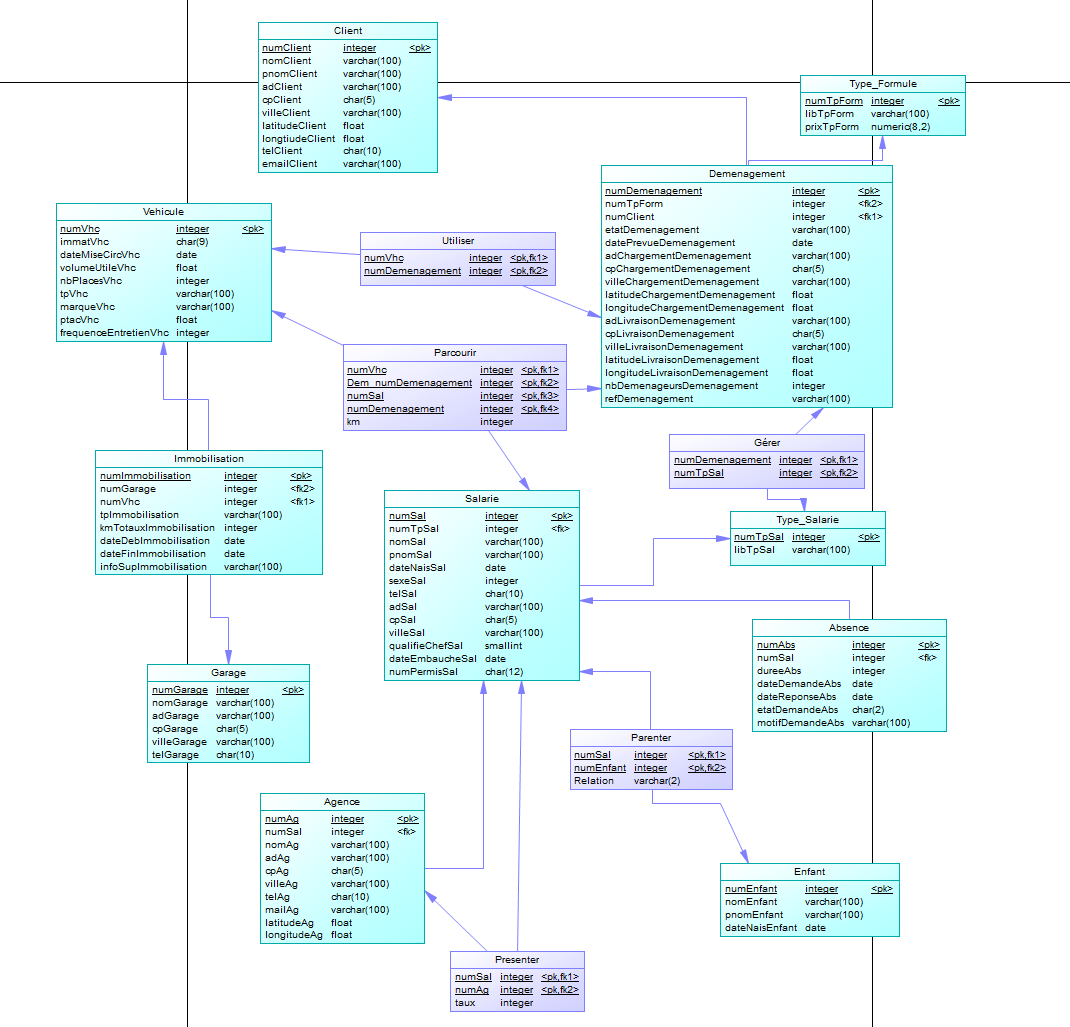 Client
numClient integer <pk>
nomClient varchar(100)
pnomClient varchar(100)
adClient varchar(100)
cpClient char(5)
villeClient varchar(100)
latitudeClient float
longtiudeClient float
telClient char(10)
emailClient varchar(100)
Type_Formule
numTpForm integer <pk>
libTpForm varchar(100)
prixTpForm numeric(8,2)
Demenagement
numDemenagement integer <pk>
numTpForm integer <fk2>
numClient integer <fk1>
etatDemenagement varchar(100)
datePrevueDemenagement date
adChargementDemenagement varchar(100)
cpChargementDemenagement char(5)
villeChargementDemenagement varchar(100)
latitudeChargementDemenagement float
longitudeChargementDemenagement float
adLivraisonDemenagement varchar(100)
cpLivraisonDemenagement char(5)
villeLivraisonDemenagement varchar(100)
latitudeLivraisonDemenagement float
longitudeLivraisonDemenagement float
nbDemenageursDemenagement integer
refDemenagement varchar(100)
Vehicule
numVhc integer <pk>
immatVhc char(9)
dateMiseCircVhc date
volumeUtileVhc float
nbPlacesVhc integer
tpVhc varchar(100)
marqueVhc varchar(100)
ptacVhc float
frequenceEntretienVhc integer
Utiliser
numVhc integer <pk,fk1>
numDemenagement integer <pk,fk2>
Parcourir
numVhc integer <pk,fk1>
Dem_numDemenagement integer <pk,fk2>
numSal integer <pk,fk3>
numDemenagement integer <pk,fk4>
km integer
Gérer
numDemenagement integer <pk,fk1>
numTpSal integer <pk,fk2>
Immobilisation
numImmobilisation integer <pk>
numGarage integer <fk2>
numVhc integer <fk1>
tpImmobilisation varchar(100)
kmTotauxImmobilisation integer
dateDebImmobilisation date
dateFinImmobilisation date
infoSupImmobilisation varchar(100)
Salarie
numSal integer <pk>
numTpSal integer <fk>
nomSal varchar(100)
pnomSal varchar(100)
dateNaisSal date
sexeSal integer
telSal char(10)
adSal varchar(100)
cpSal char(5)
villeSal varchar(100)
qualifieChefSal smallint
dateEmbaucheSal date
numPermisSal char(12)
Type_Salarie
numTpSal integer <pk>
libTpSal varchar(100)
Absence
numAbs integer <pk>
numSal integer <fk>
dureeAbs integer
dateDemandeAbs date
dateReponseAbs date
etatDemandeAbs char(2)
motifDemandeAbs varchar(100)
Garage
numGarage integer <pk>
nomGarage varchar(100)
adGarage varchar(100)
cpGarage char(5)
villeGarage varchar(100)
telGarage char(10)
Parenter
numSal integer <pk,fk1>
numEnfant integer <pk,fk2>
Relation varchar(2)
Agence
numAg integer <pk>
numSal integer <fk>
nomAg varchar(100)
adAg varchar(100)
cpAg char(5)
villeAg varchar(100)
telAg char(10)
mailAg varchar(100)
latitudeAg float
longitudeAg float
Enfant
numEnfant integer <pk>
nomEnfant varchar(100)
pnomEnfant varchar(100)
dateNaisEnfant date
Presenter
numSal integer <pk,fk1>
numAg integer <pk,fk2>
taux integer